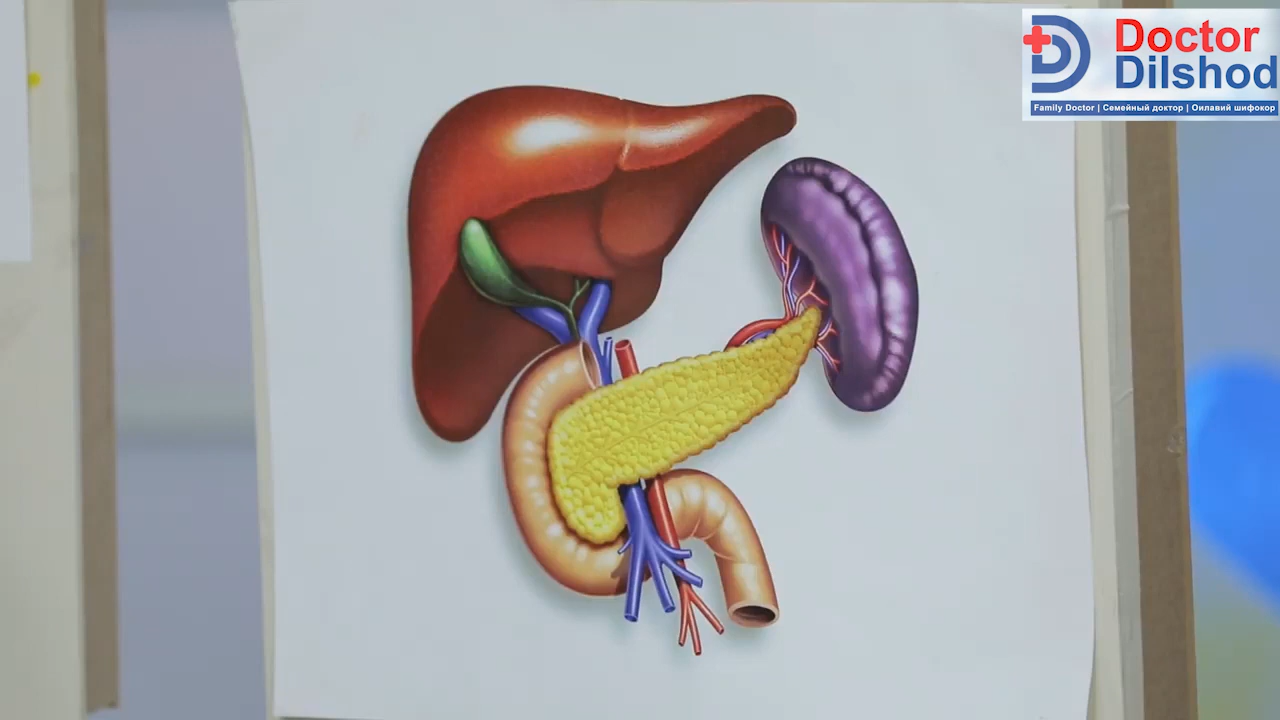 Doctor
Dilshod
Family Doctor | Семейный доктор | Оилавий шифокор